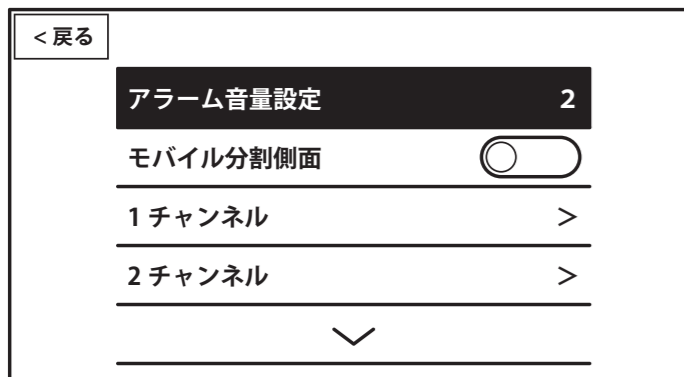 < 戻る
アラーム音量設定 2
モバイル分割側面
1 チャンネル >
2 チャンネル >